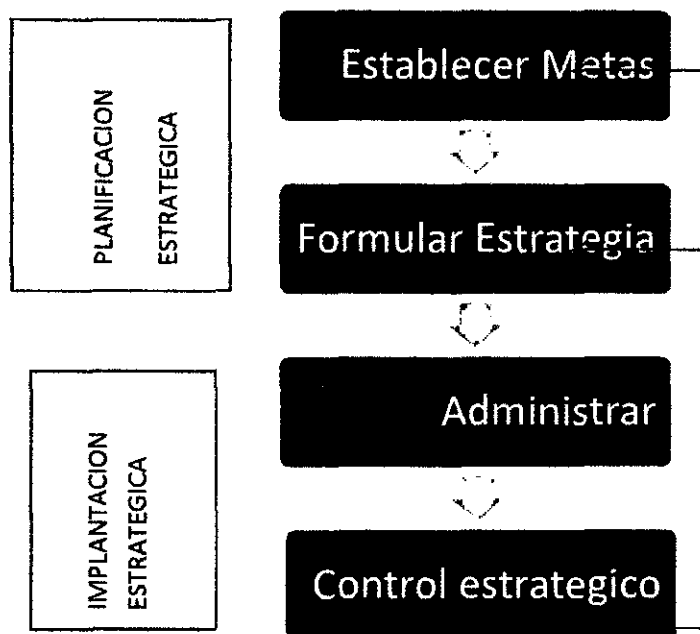 PLANIFICACION
ESTRATEGICA
Establecer Metas
Formular Estrategia
IMPLANTACION
ESTRATEGICA
Administrar
Control estrategico